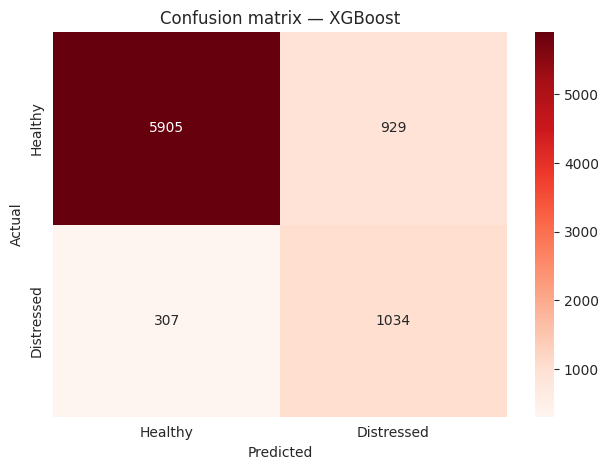 Confusion matrix — XGBoost
Actual
Healthy
5905 929
Distressed
307 1034
Healthy Distressed
Predicted
5000
4000
3000
2000
1000